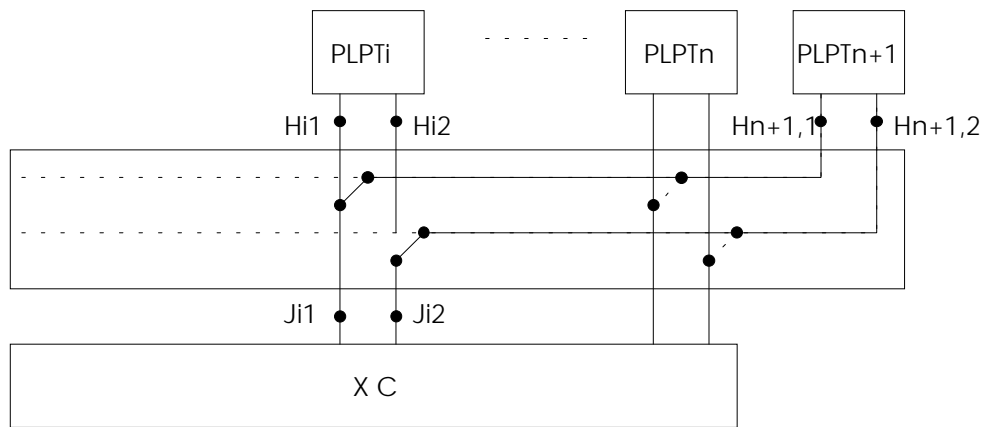 PLPTi PLPTn PLPTn+1
Hi1 Hi2 Hn+1,1 Hn+1,2
Ji1 Ji2
X C